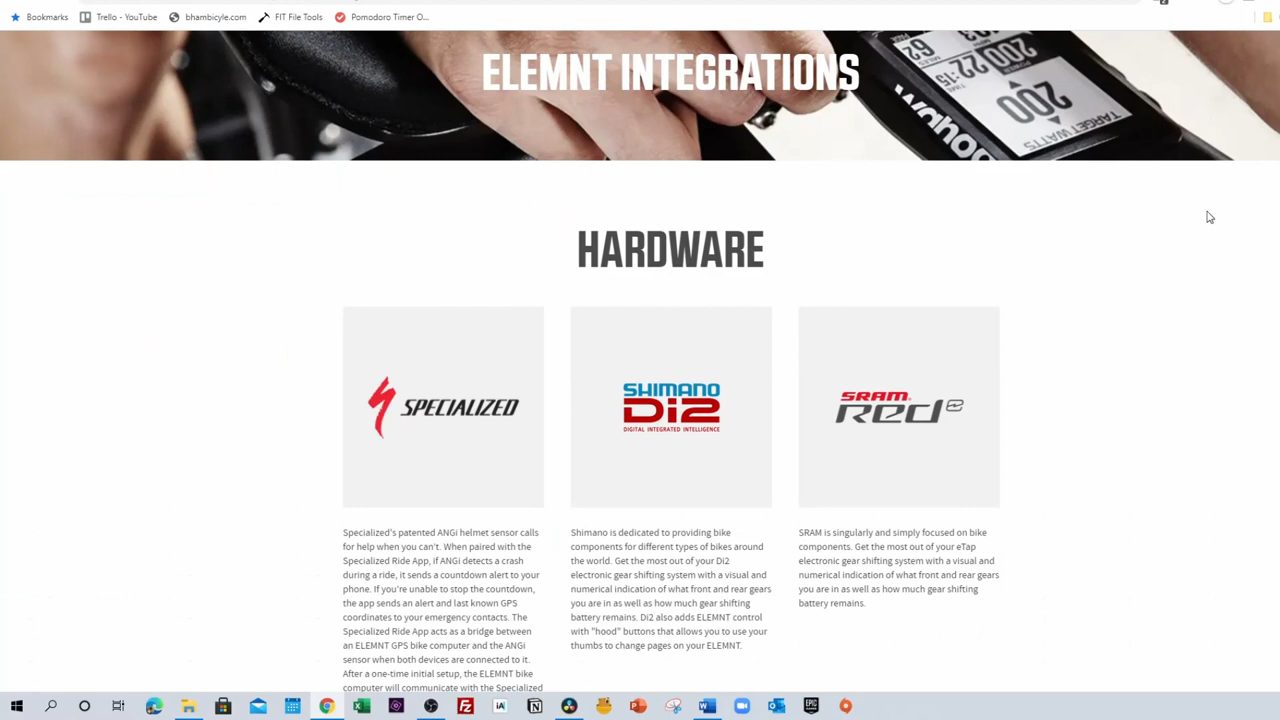 Bookmarks
Trello - YouTube
bhambicyle.com
FIT File Tools
Pomodoro Timer O...
ELEMNT INTEGRATIONS
62
103
200
22:15
200
TARGET WATTS
wahoo
HARDWARE
SPECIALIZED
SHIMANO
Di2
DIGITAL INTEGRATED INTELLIGENCE
SRAM
Red
Specialized's patented ANGi helmet sensor calls
for help when you can't. When paired with the
Specialized Ride App, if ANGi detects a crash
during a ride, it sends a countdown alert to your
phone. If you're unable to stop the countdown,
the app sends an alert and last known GPS
coordinates to your emergency contacts. The
Specialized Ride App acts as a bridge between
an ELEMNT GPS bike computer and the ANGi
sensor when both devices are connected to it.
After a one-time initial setup, the ELEMNT bike
computer will communicate with the Specialized
Shimano is dedicated to providing bike
components for different types of bikes around
the world. Get the most out of your Di2
electronic gear shifting system with a visual and
numerical indication of what front and rear gears
you are in as well as how much gear shifting
battery remains. Di2 also adds ELEMNT control
with "hood" buttons that allows you to use your
thumbs to change pages on your ELEMNT.
SRAM is singularly and simply focused on bike
components. Get the most out of your eTap
electronic gear shifting system with a visual and
numerical indication of what front and rear gears
you are in as well as how much gear shifting
battery remains.